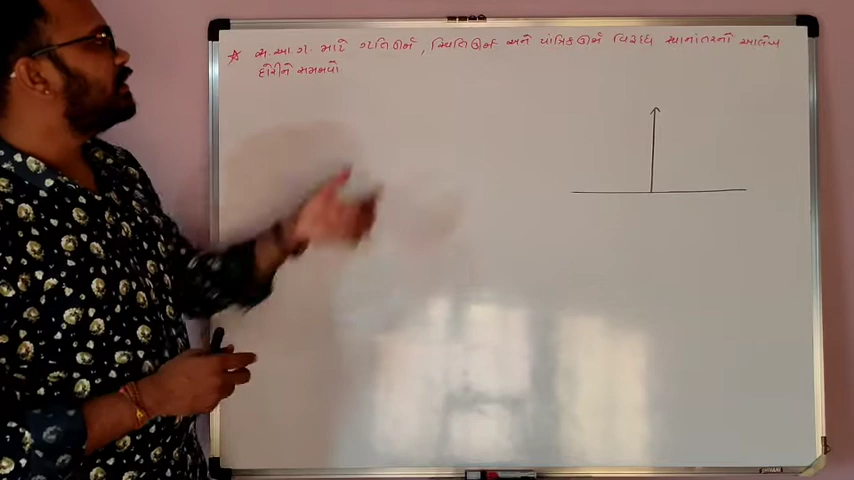 * સ.આ.ગ. માટે ગતિઊર્જા, સ્થિતિઊર્જા અને યાંત્રિકઊર્જા વિરુદ્ધ સ્થાનાંતરનો આલેખ
દોરીને સમજાવો